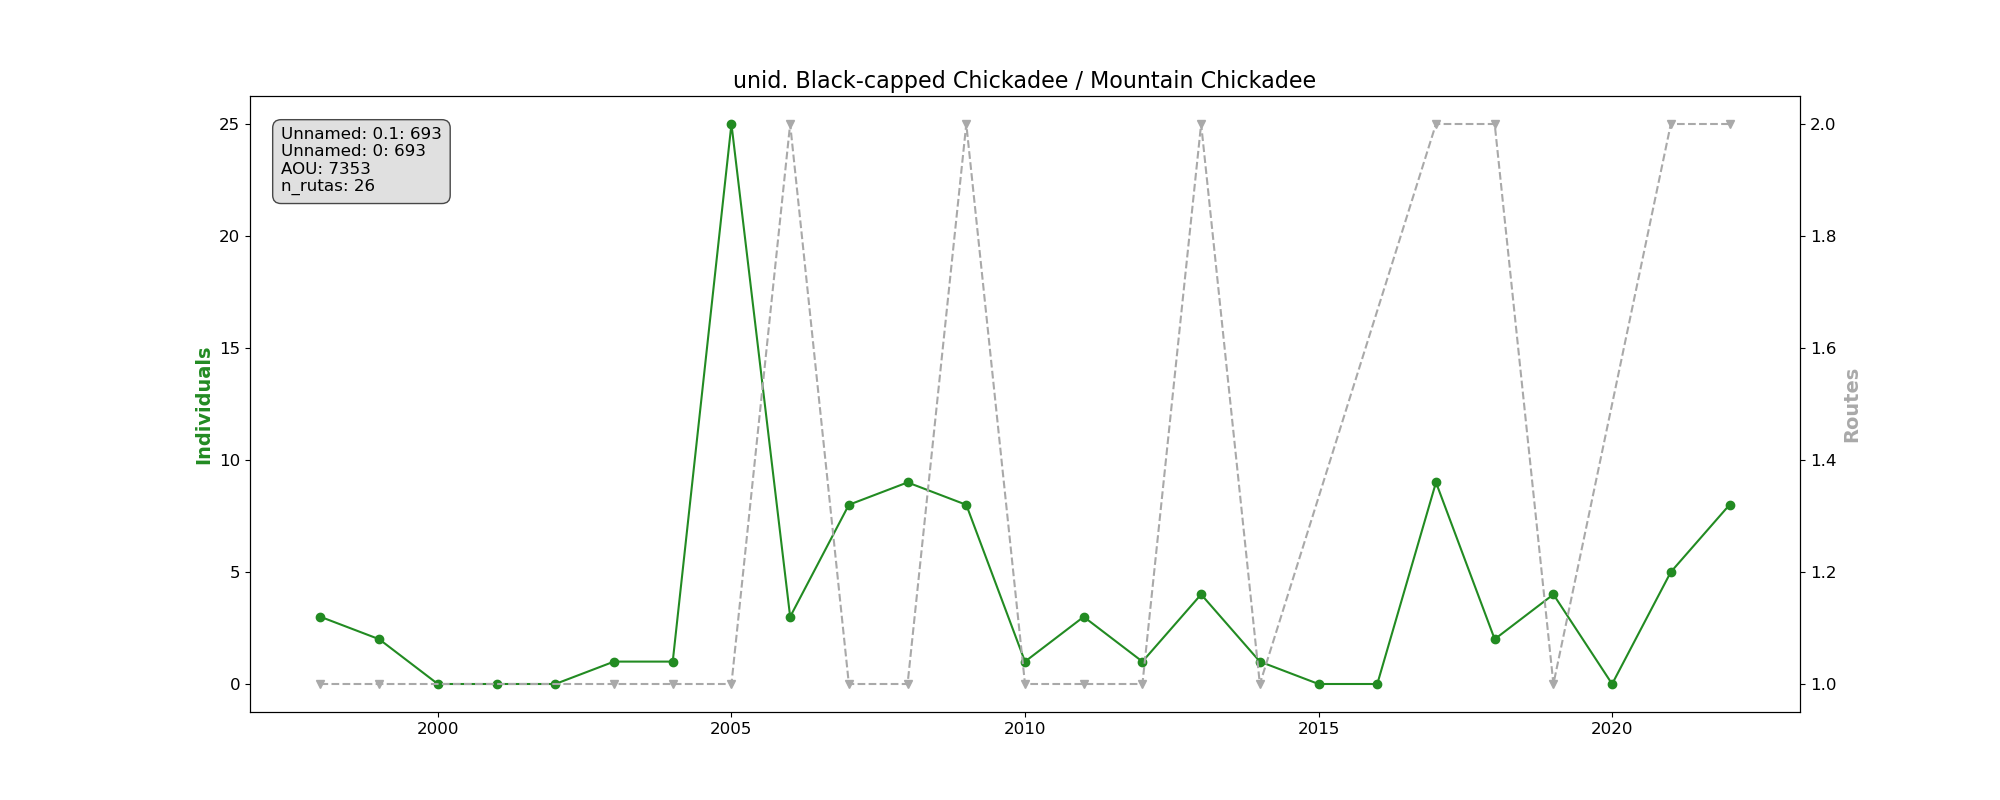 unid. Black-capped Chickadee / Mountain Chickadee
Unnamed: 0.1: 693
Unnamed: 0: 693
AOU: 7353
n_rutas: 26
Individuals
25
20
15
10
5
0
2.0
1.8
1.6
1.4
1.2
1.0
Routes
2000
2005
2010
2015
2020